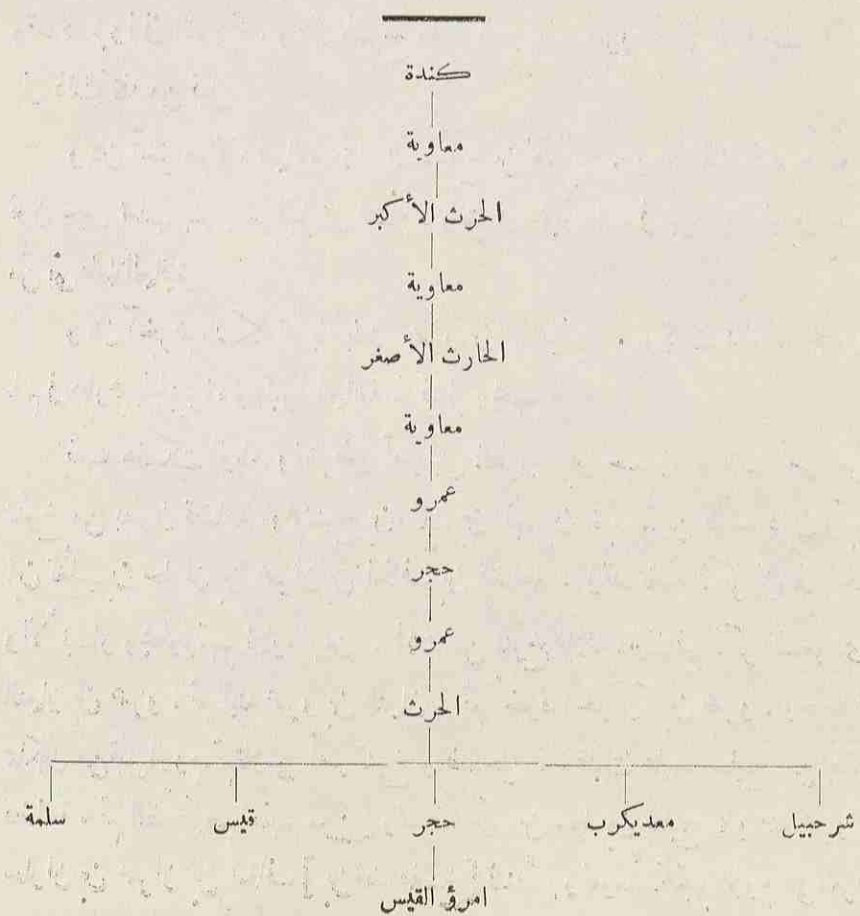 كندة
معاوية
الحرث الأكبر
معاوية
الحارث الأصغر
معاوية
عمرو
حجر
عمرو
الحرث
شرحبيل معديكرب حجر قيس سلمة
امرؤ القيس